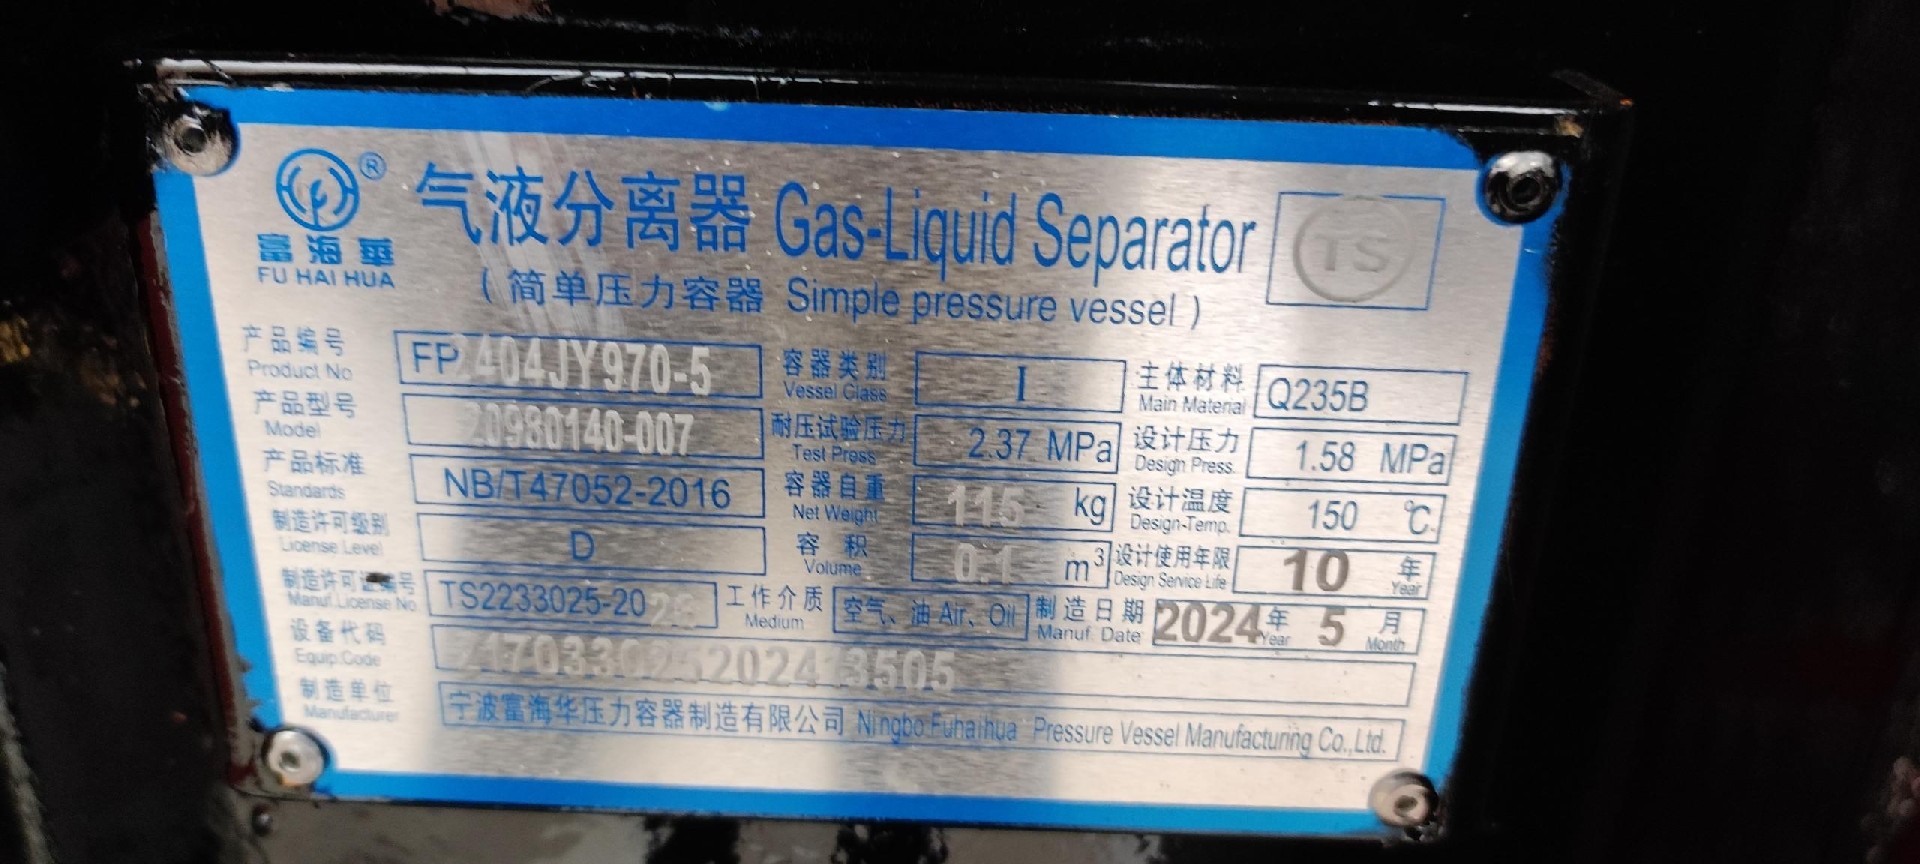 富海華® 气液分离器 Gas-Liquid Separator TS
FU HAI HUA (简单压力容器 Simple pressure vessel)
产品编号 Product No FP2404JY970-5 容器类别 Vessel Class I 主体材料 Main Material Q235B
产品型号 Model 20980140-007 耐压试验压力 Test Press 2.37 MPa 设计压力 Design Press. 1.58 MPa
产品标准 Standards NB/T47052-2016 容器自重 Net Weight 115 kg 设计温度 Design-Temp. 150 ℃
制造许可级别 License Level D 容积 Volume 0.1 m³ 设计使用年限 Design Service Life 10 年 Year
制造许可证编号 Manuf.License No TS2233025-20 工作介质 Medium 空气、油 Air、Oil 制造日期 Manuf. Date 2024 年 Year 5 月 Month
设备代码 Equip.Code
制造单位 Manufacturer 宁波富海华压力容器制造有限公司 Ningbo Fuhaihua Pressure Vessel Manufacturing Co.,Ltd.